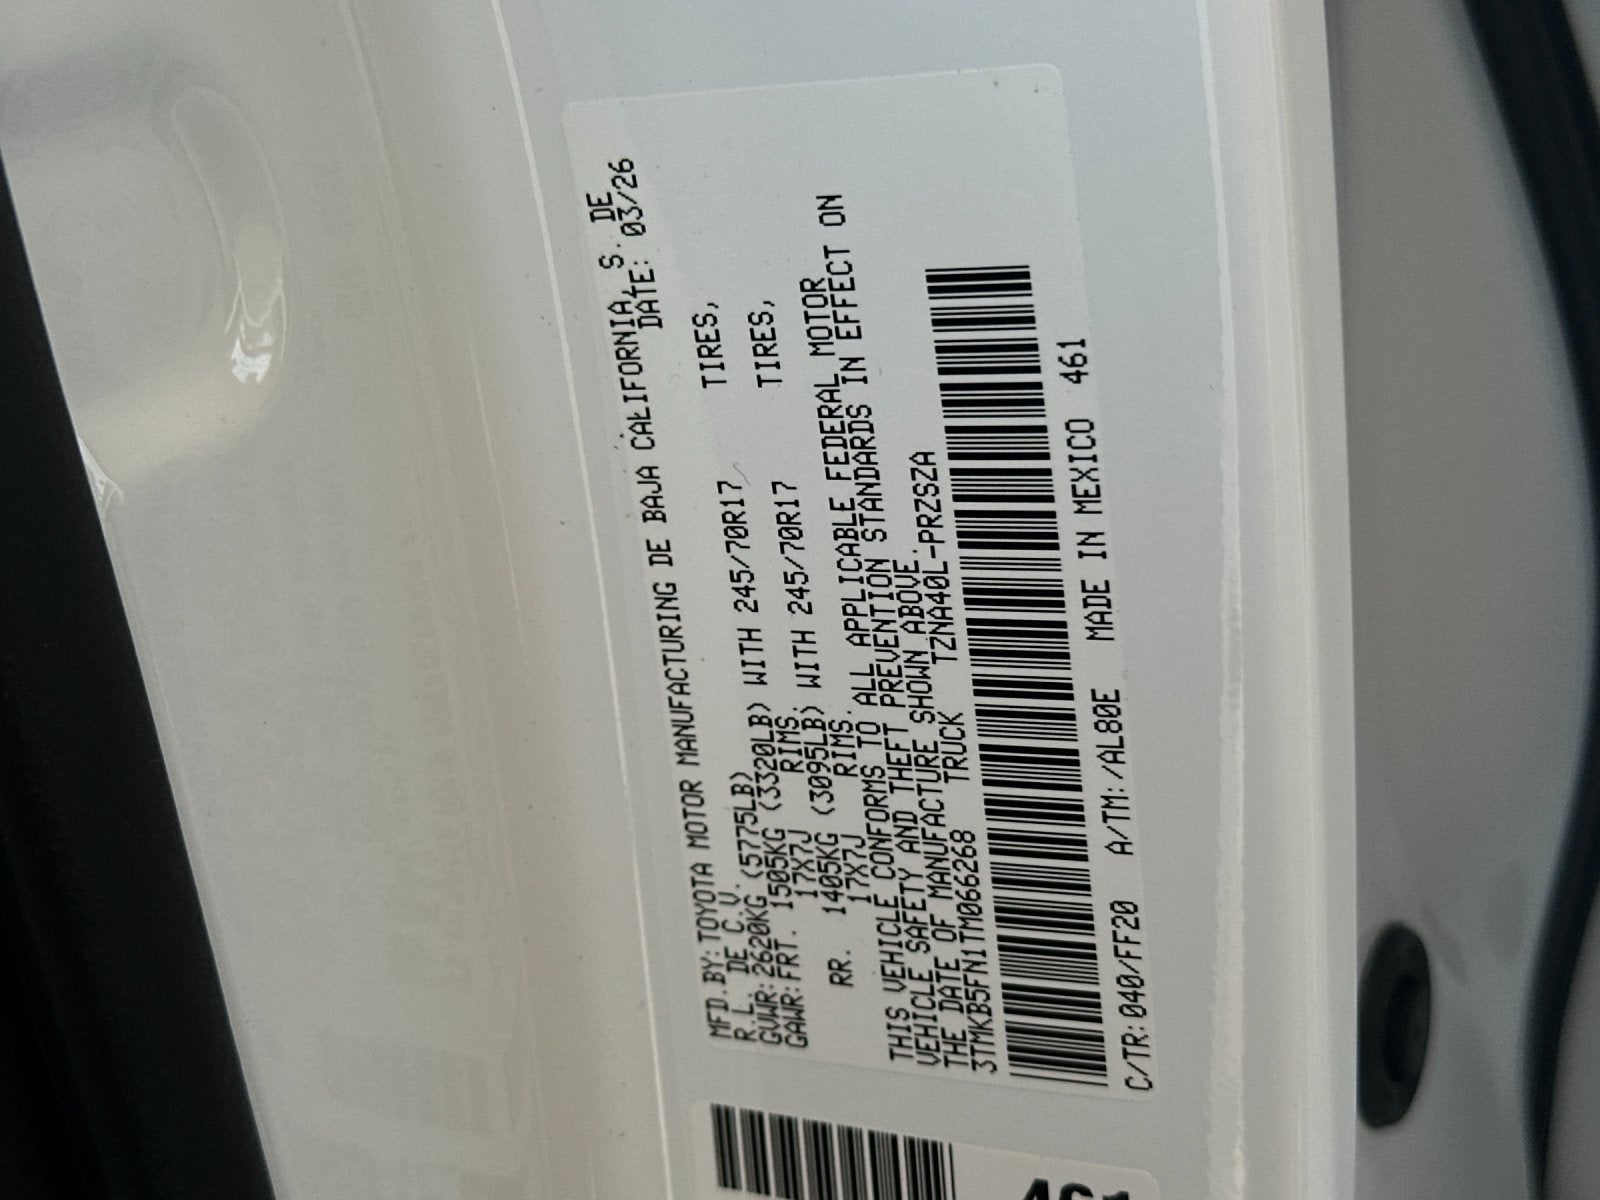 MFD.BY:TOYOTA MOTOR MANUFACTURING DE BAJA CALIFORNIA, S. DE
R.L. DE C.V. DATE: 03/26
GVWR:2620KG (5775LB)
GAWR:FRT. 1505KG (3320LB) WITH 245/70R17 TIRES,
17X7J RIMS.
RR. 1405KG (3095LB) WITH 245/70R17 TIRES,
17X7J RIMS.
THIS VEHICLE CONFORMS TO ALL APPLICABLE FEDERAL MOTOR
VEHICLE SAFETY AND THEFT PREVENTION STANDARDS IN EFFECT ON
THE DATE OF MANUFACTURE SHOWN ABOVE.
3TMKB5FN1TM066268 TRUCK TZNA40L-PRZSZA
C/TR:040/FF20 A/TM:/AL80E MADE IN MEXICO 461